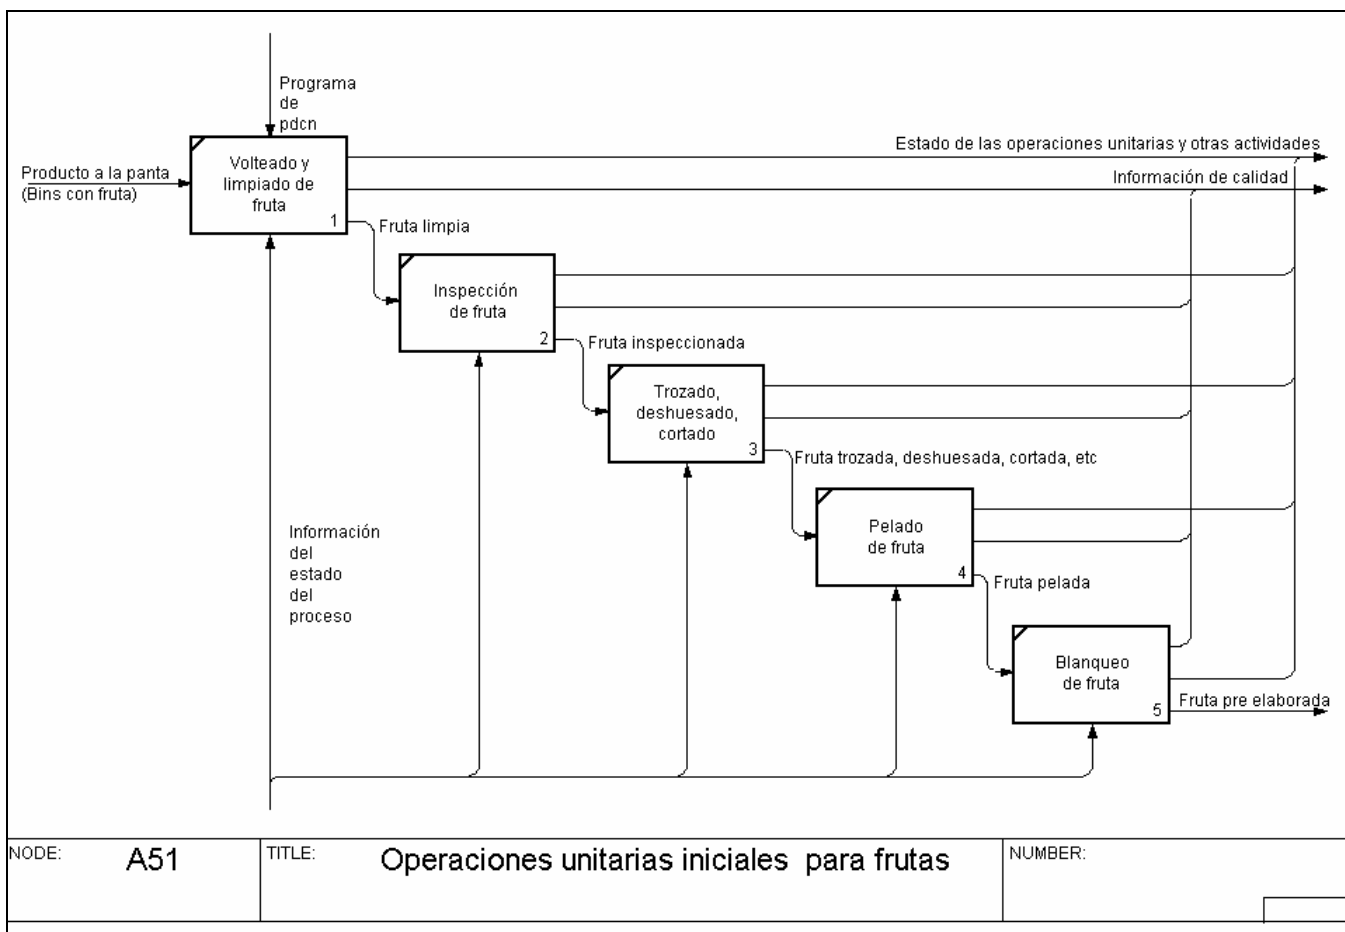 Programa
de
pdcn
Estado de las operaciones unitarias y otras actividades
Producto a la panta
(Bins con fruta)
Volteado y
limpiado de
fruta
1
Información de calidad
Fruta limpia
Inspección
de fruta
2
Fruta inspeccionada
Trozado,
deshuesado,
cortado
3
Fruta trozada, deshuesada, cortada, etc
Pelado
de fruta
4
Fruta pelada
Información
del
estado
del
proceso
Blanqueo
de fruta
5
Fruta pre elaborada
NODE:
A51
TITLE:
Operaciones unitarias iniciales para frutas
NUMBER: